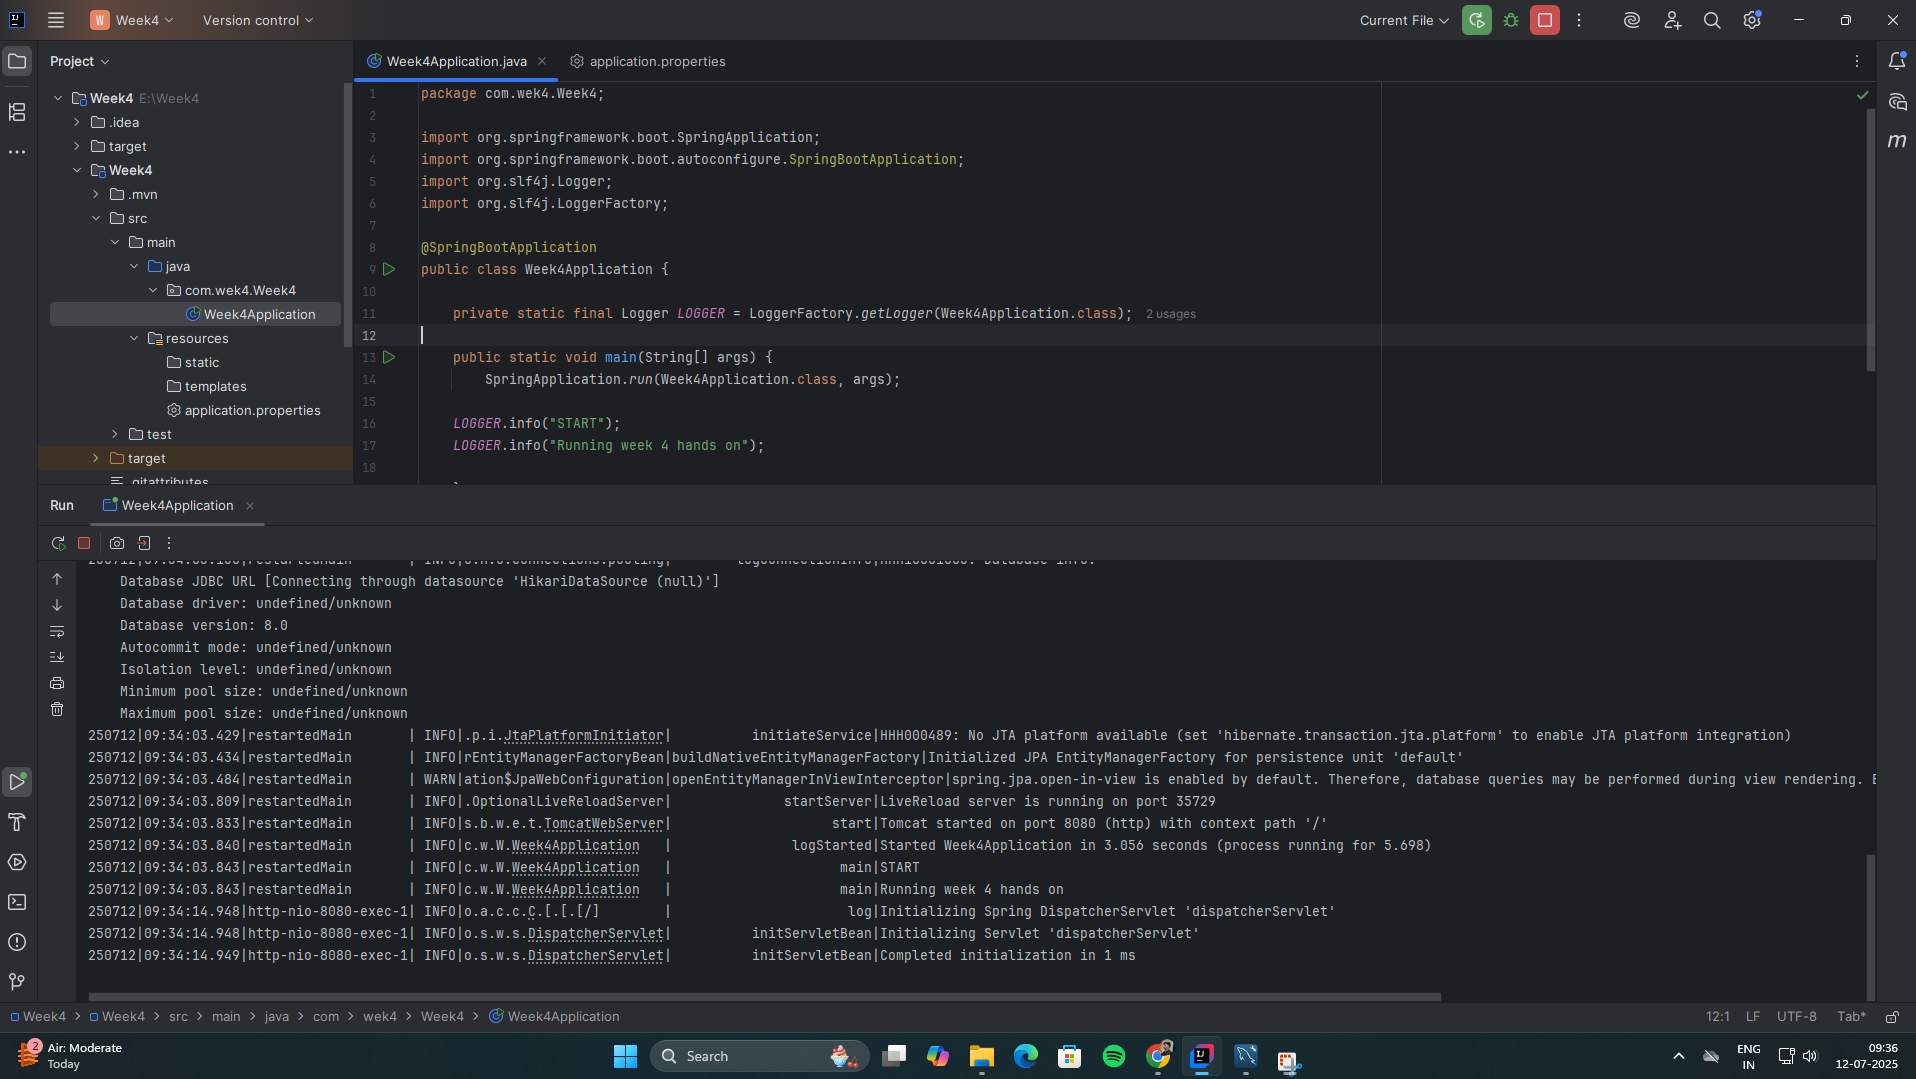 W Week4 Version control Current File
Project
Week4Application.java
application.properties
Week4 E:\Week4
.idea
target
Week4
.mvn
src
main
java
com.wek4.Week4
Week4Application
resources
static
templates
application.properties
test
target
.gitattributes
1 package com.wek4.Week4;
2
3 import org.springframework.boot.SpringApplication;
4 import org.springframework.boot.autoconfigure.SpringBootApplication;
5 import org.slf4j.Logger;
6 import org.slf4j.LoggerFactory;
7
8 @SpringBootApplication
9 public class Week4Application {
10
11 private static final Logger LOGGER = LoggerFactory.getLogger(Week4Application.class); 2 usages
12
13 public static void main(String[] args) {
14 SpringApplication.run(Week4Application.class, args);
15
16 LOGGER.info("START");
17 LOGGER.info("Running week 4 hands on");
18
m
Run Week4Application
Database JDBC URL [Connecting through datasource 'HikariDataSource (null)']
Database driver: undefined/unknown
Database version: 8.0
Autocommit mode: undefined/unknown
Isolation level: undefined/unknown
Minimum pool size: undefined/unknown
Maximum pool size: undefined/unknown
250712|09:34:03.429|restartedMain | INFO|.p.i.JtaPlatformInitiator| initiateService|HHH000489: No JTA platform available (set 'hibernate.transaction.jta.platform' to enable JTA platform integration)
250712|09:34:03.434|restartedMain | INFO|rEntityManagerFactoryBean|buildNativeEntityManagerFactory|Initialized JPA EntityManagerFactory for persistence unit 'default'
250712|09:34:03.484|restartedMain | WARN|ation$JpaWebConfiguration|openEntityManagerInViewInterceptor|spring.jpa.open-in-view is enabled by default. Therefore, database queries may be performed during view rendering.
250712|09:34:03.809|restartedMain | INFO|.OptionalLiveReloadServer| startServer|LiveReload server is running on port 35729
250712|09:34:03.833|restartedMain | INFO|s.b.w.e.t.TomcatWebServer| start|Tomcat started on port 8080 (http) with context path '/'
250712|09:34:03.840|restartedMain | INFO|c.w.W.Week4Application | logStarted|Started Week4Application in 3.056 seconds (process running for 5.698)
250712|09:34:03.843|restartedMain | INFO|c.w.W.Week4Application | main|START
250712|09:34:03.843|restartedMain | INFO|c.w.W.Week4Application | main|Running week 4 hands on
250712|09:34:14.948|http-nio-8080-exec-1| INFO|o.a.c.c.C.[.[.[/] | log|Initializing Spring DispatcherServlet 'dispatcherServlet'
250712|09:34:14.948|http-nio-8080-exec-1| INFO|o.s.w.s.DispatcherServlet| initServletBean|Initializing Servlet 'dispatcherServlet'
250712|09:34:14.949|http-nio-8080-exec-1| INFO|o.s.w.s.DispatcherServlet| initServletBean|Completed initialization in 1 ms
Week4 > Week4 > src > main > java > com > wek4 > Week4 > Week4Application 12:1 LF UTF-8 Tab*
2 Air: Moderate
Today
Search
ENG
IN
09:36
12-07-2025